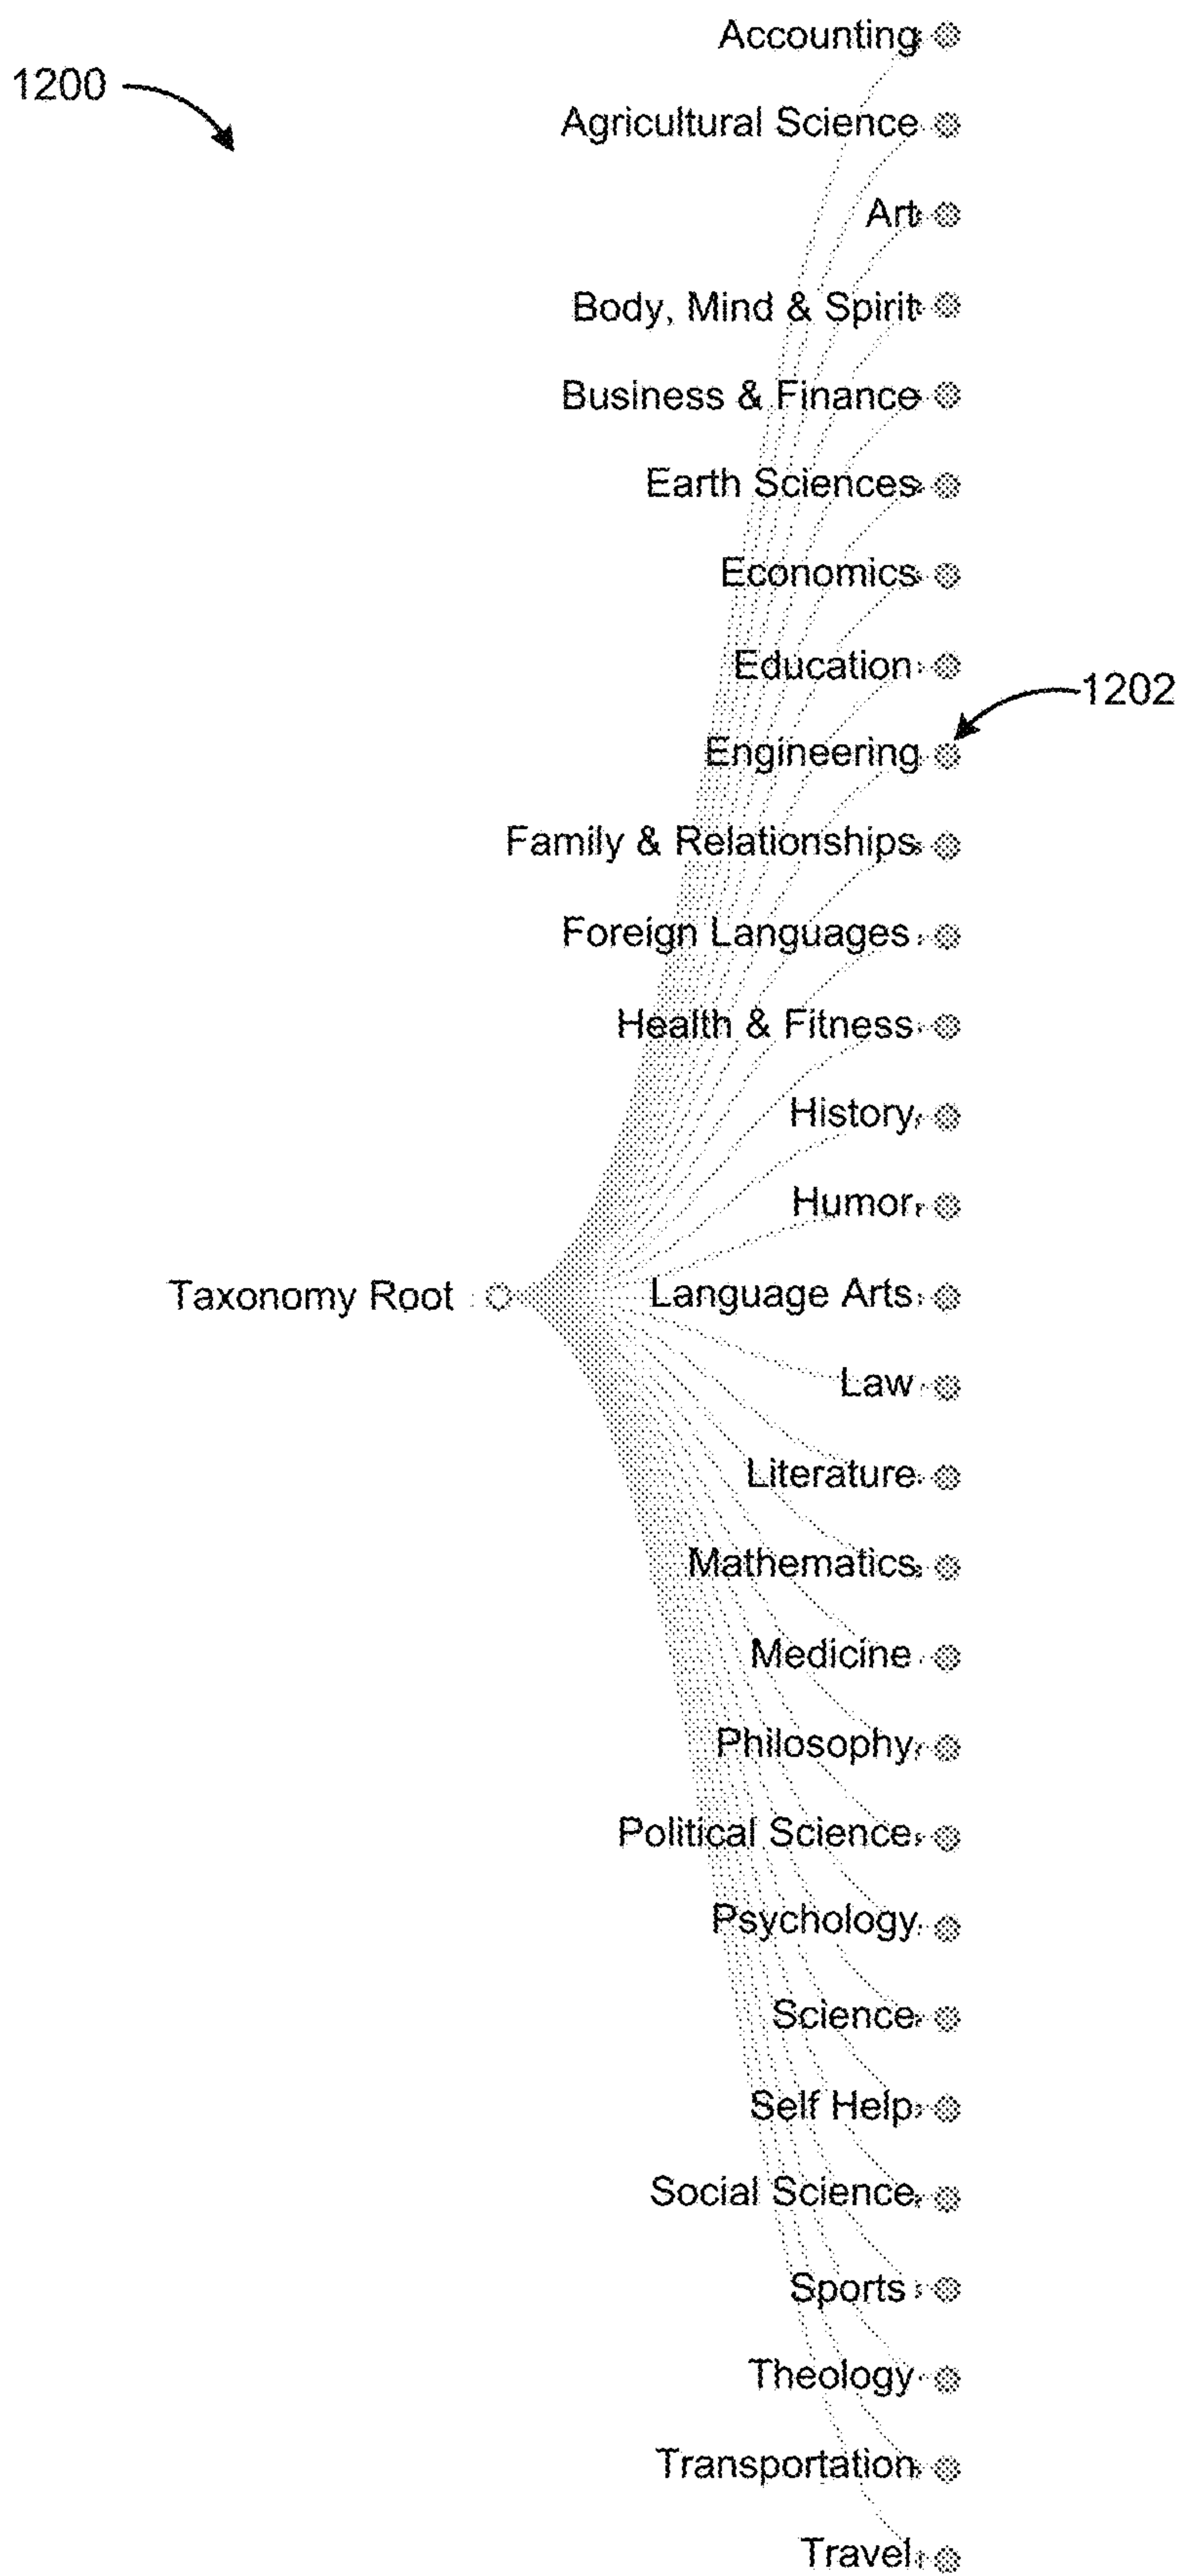 Accounting
1200
Agricultural Science
Art
Body, Mind & Spirit
Business & Finance
Earth Sciences
Economics
Education
1202
Engineering
Family & Relationships
Foreign Languages
Health & Fitness
History
Humor
Taxonomy Root
Language Arts
Law
Literature
Mathematics
Medicine
Philosophy
Political Science
Psychology
Science
Self Help
Social Science
Sports
Theology
Transportation
Travel